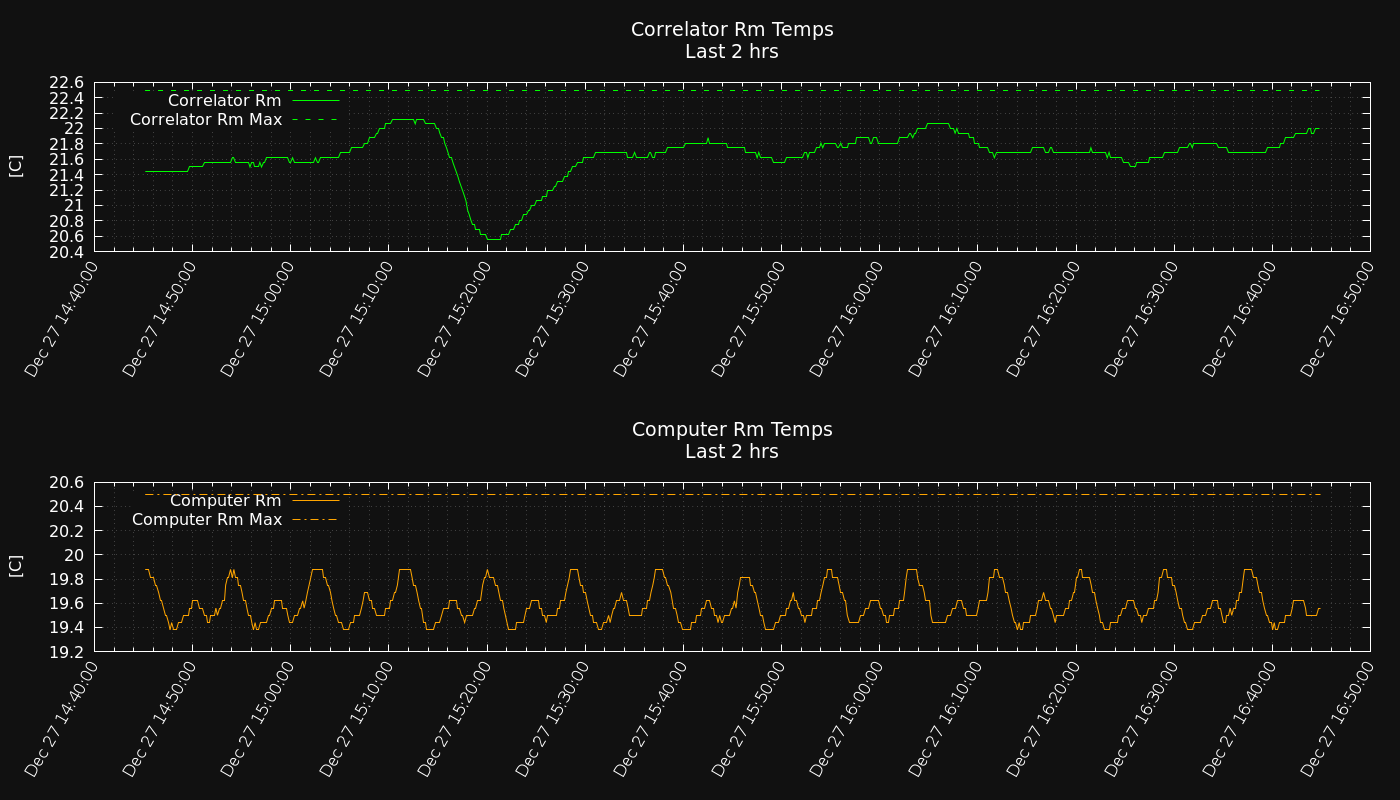 Correlator Rm Temps
Last 2 hrs
22.6
22.4
22.2
22
21.8
21.6
21.4
21.2
21
20.8
20.6
20.4
[C]
Correlator Rm
Correlator Rm Max
Dec 27 14:40:00
Dec 27 14:50:00
Dec 27 15:00:00
Dec 27 15:10:00
Dec 27 15:20:00
Dec 27 15:30:00
Dec 27 15:40:00
Dec 27 15:50:00
Dec 27 16:00:00
Dec 27 16:10:00
Dec 27 16:20:00
Dec 27 16:30:00
Dec 27 16:40:00
Dec 27 16:50:00
Computer Rm Temps
Last 2 hrs
20.6
20.4
20.2
20
19.8
19.6
19.4
19.2
[C]
Computer Rm
Computer Rm Max
Dec 27 14:40:00
Dec 27 14:50:00
Dec 27 15:00:00
Dec 27 15:10:00
Dec 27 15:20:00
Dec 27 15:30:00
Dec 27 15:40:00
Dec 27 15:50:00
Dec 27 16:00:00
Dec 27 16:10:00
Dec 27 16:20:00
Dec 27 16:30:00
Dec 27 16:40:00
Dec 27 16:50:00